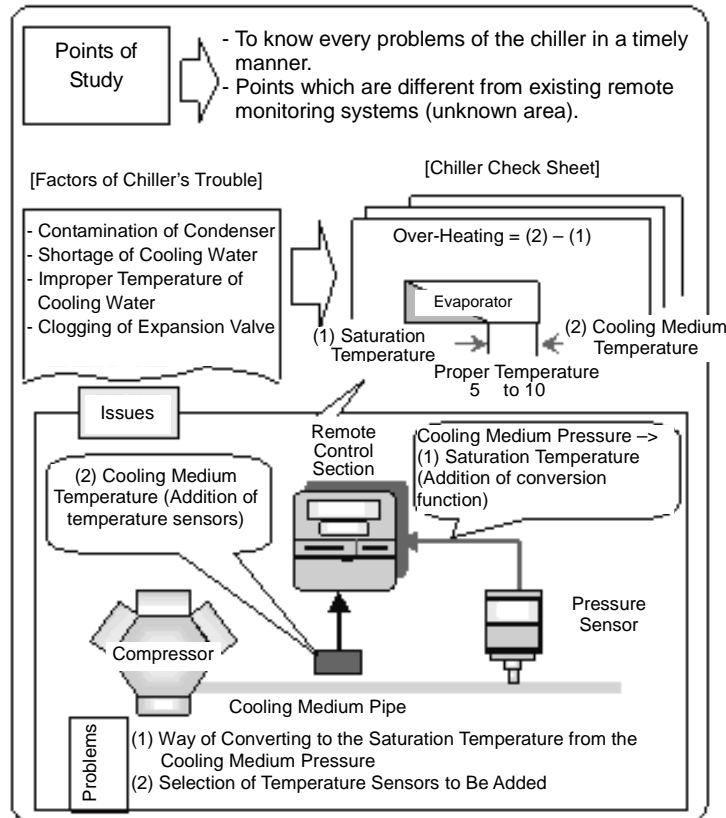 Points of
Study
- To know every problems of the chiller in a timely
manner.
- Points which are different from existing remote
monitoring systems (unknown area).
[Factors of Chiller's Trouble]
- Contamination of Condenser
- Shortage of Cooling Water
- Improper Temperature of
Cooling Water
- Clogging of Expansion Valve
[Chiller Check Sheet]
Over-Heating = (2) – (1)
Evaporator
(1) Saturation
Temperature
(2) Cooling Medium
Temperature
Proper Temperature
5 to 10
Issues
Remote
Control
Section
(2) Cooling Medium
Temperature (Addition of
temperature sensors)
Cooling Medium Pressure –>
(1) Saturation Temperature
(Addition of conversion
function)
Pressure
Sensor
Compressor
Cooling Medium Pipe
Problems
(1) Way of Converting to the Saturation Temperature from the
Cooling Medium Pressure
(2) Selection of Temperature Sensors to Be Added